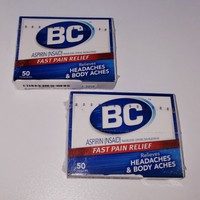 BC
ASPIRIN (NSAID)
FAST PAIN RELIEF
50
Relieves
HEADACHES
& BODY ACHES
BC
ASPIRIN (NSAID)
FAST PAIN RELIEF
50
Relieves
HEADACHES
& BODY ACHES